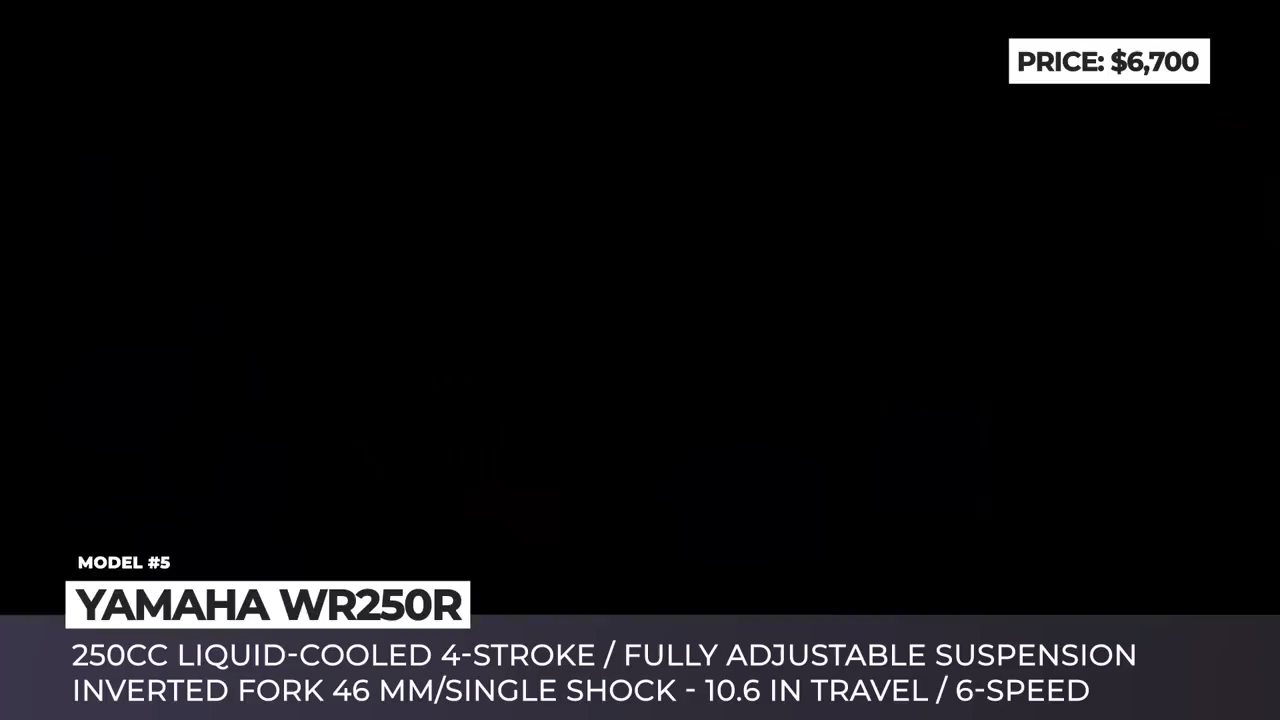 PRICE: $6,700
MODEL #5
YAMAHA WR250R
250CC LIQUID-COOLED 4-STROKE / FULLY ADJUSTABLE SUSPENSION
INVERTED FORK 46 MM/SINGLE SHOCK - 10.6 IN TRAVEL / 6-SPEED